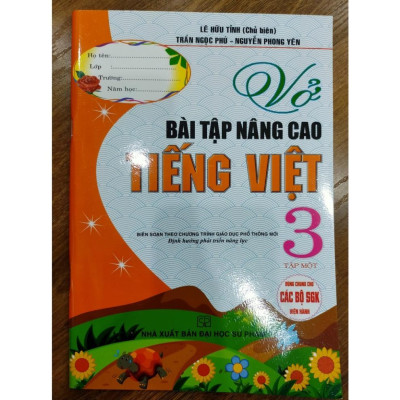 LÊ HỮU TỈNH (Chủ biên)
TRẦN NGỌC PHÚ - NGUYỄN PHONG YÊN
Họ tên:
Lớp :
Trường:
Năm học:
Vở
BÀI TẬP NÂNG CAO
TIẾNG VIỆT
BIÊN SOẠN THEO CHƯƠNG TRÌNH GIÁO DỤC PHỔ THÔNG MỚI
Định hướng phát triển năng lực
3
TẬP MỘT
DÙNG CHUNG CHO
CÁC BỘ SGK
HIỆN HÀNH
NHÀ XUẤT BẢN ĐẠI HỌC SƯ PHẠM